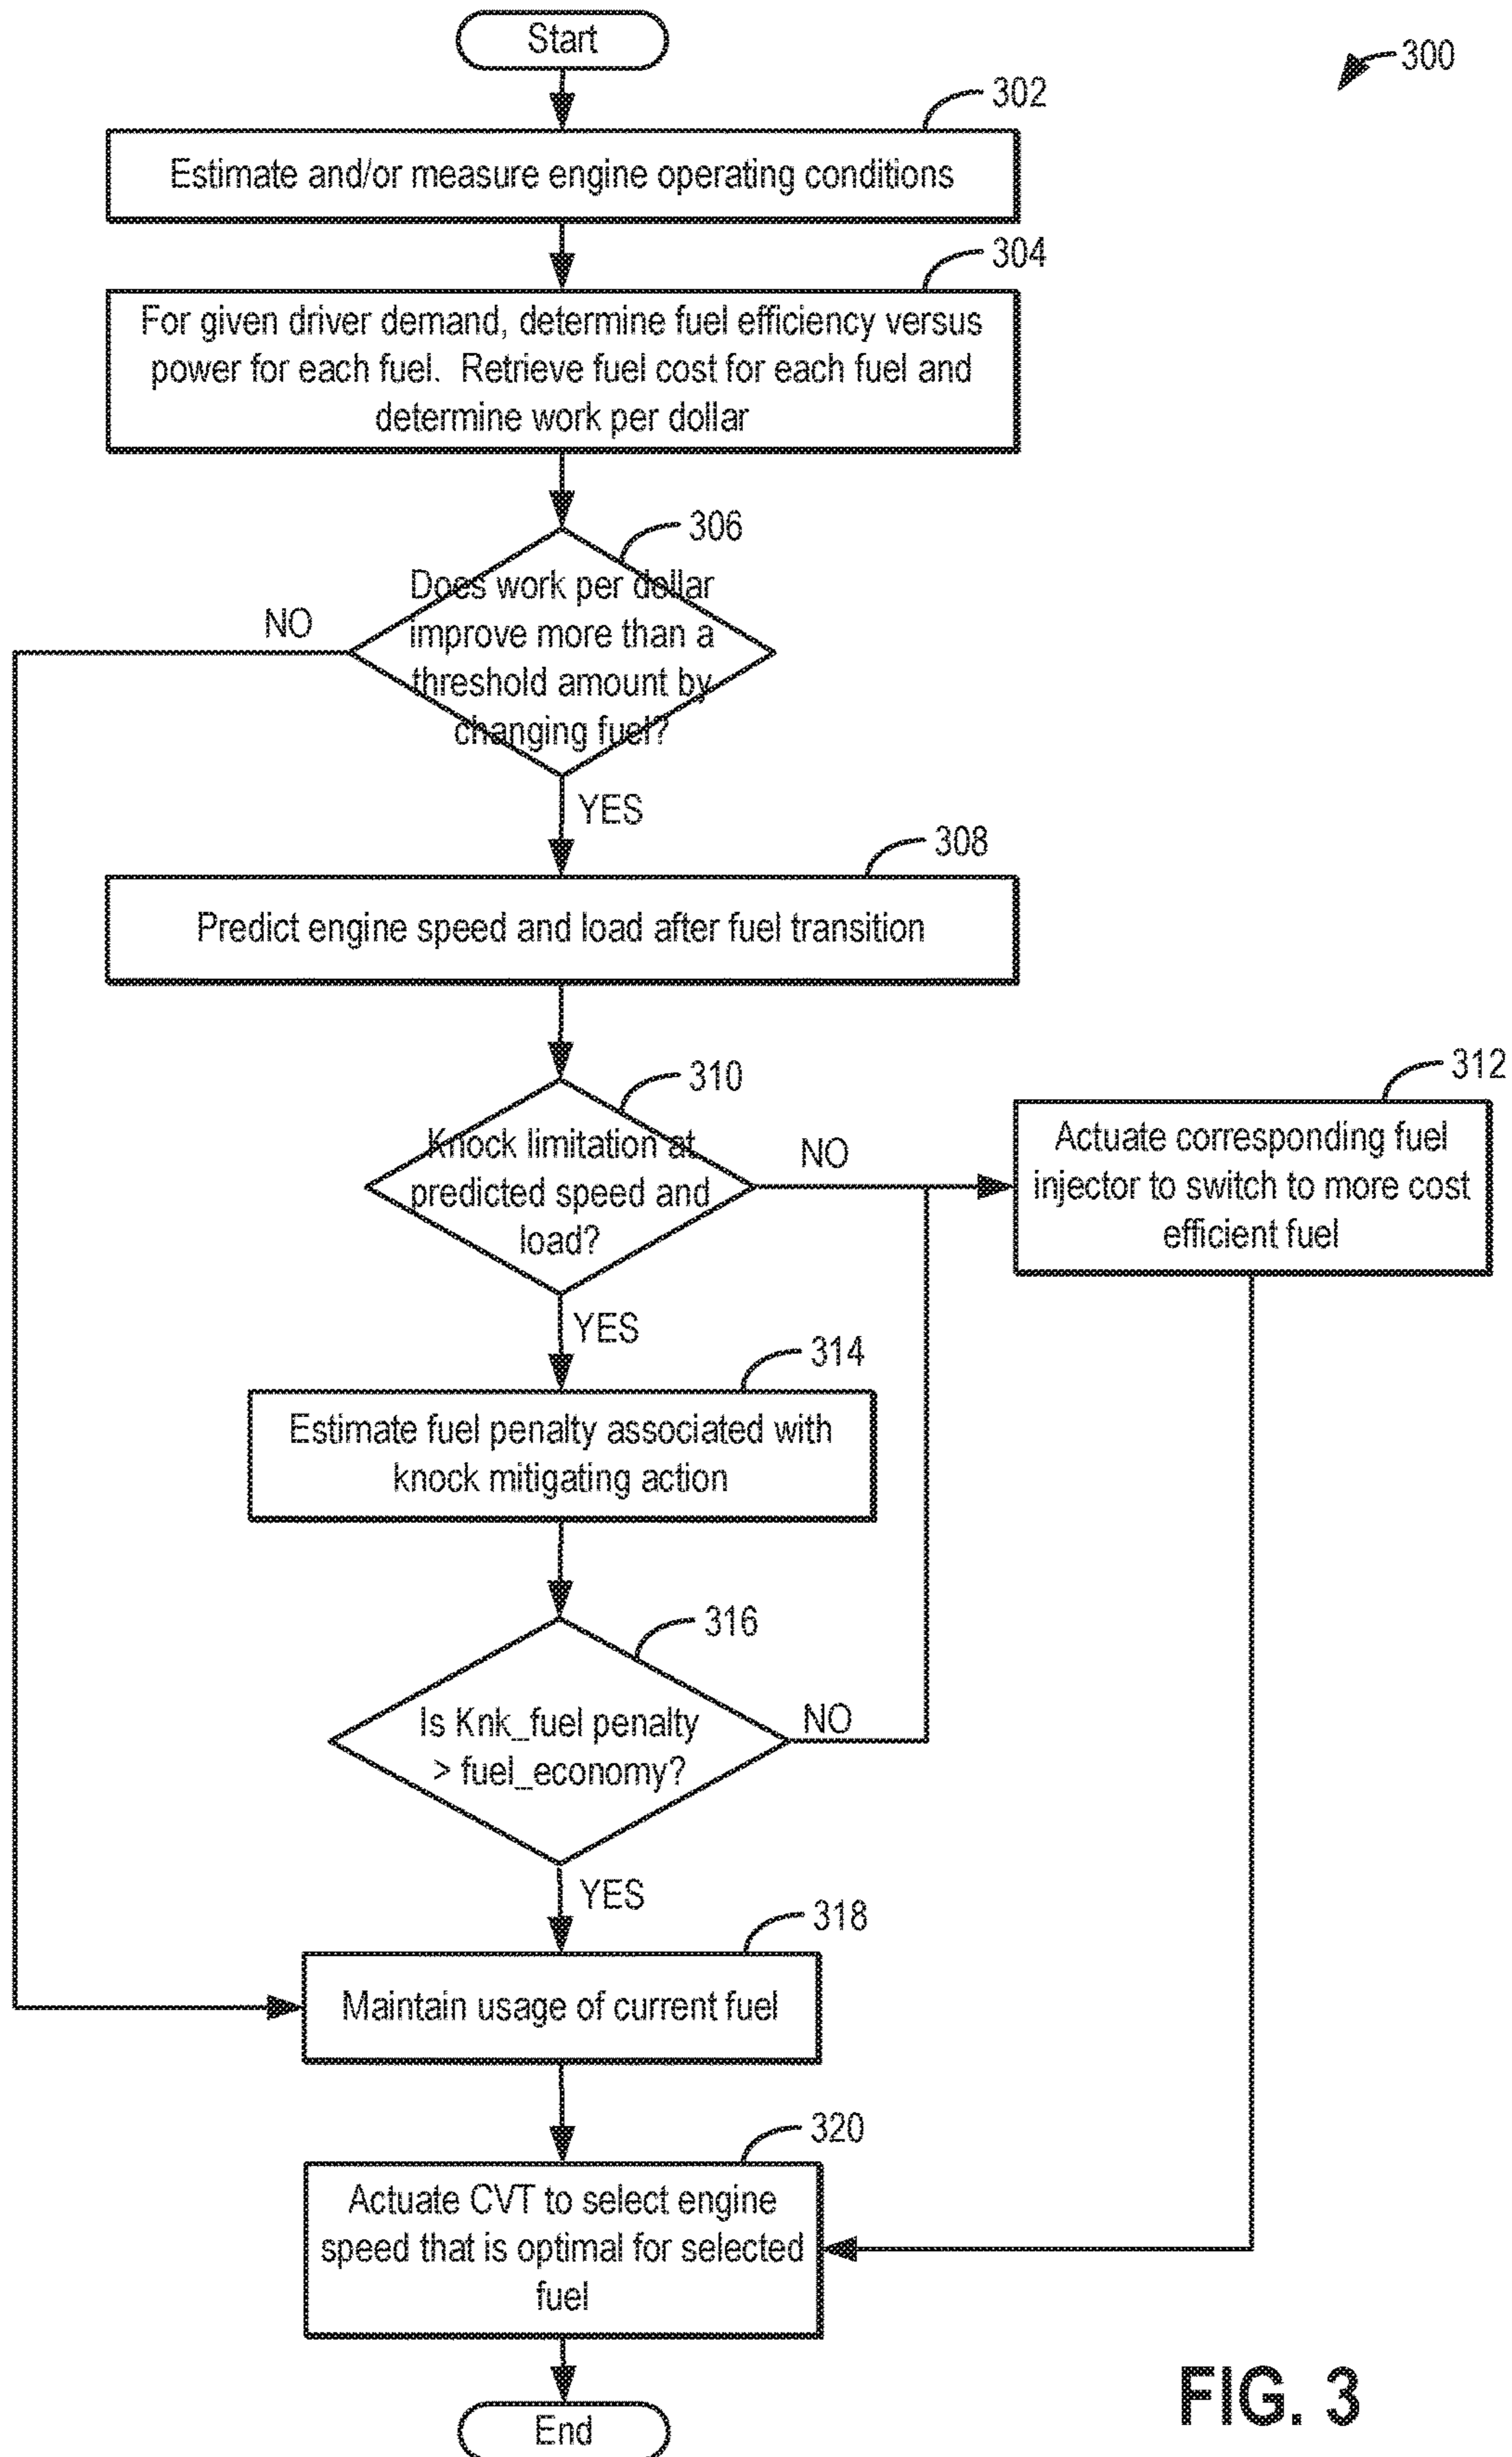 Start
300
302
Estimate and/or measure engine operating conditions
304
For given driver demand, determine fuel efficiency versus
power for each fuel. Retrieve fuel cost for each fuel and
determine work per dollar
306
Does work per dollar
improve more than a
threshold amount by
changing fuel?
NO
YES
308
Predict engine speed and load after fuel transition
310
Knock limitation at
predicted speed and
load?
NO
312
Actuate corresponding fuel
injector to switch to more cost
efficient fuel
YES
314
Estimate fuel penalty associated with
knock mitigating action
316
Is Knk_fuel penalty
> fuel_economy?
NO
YES
318
Maintain usage of current fuel
320
Actuate CVT to select engine
speed that is optimal for selected
fuel
End
FIG. 3